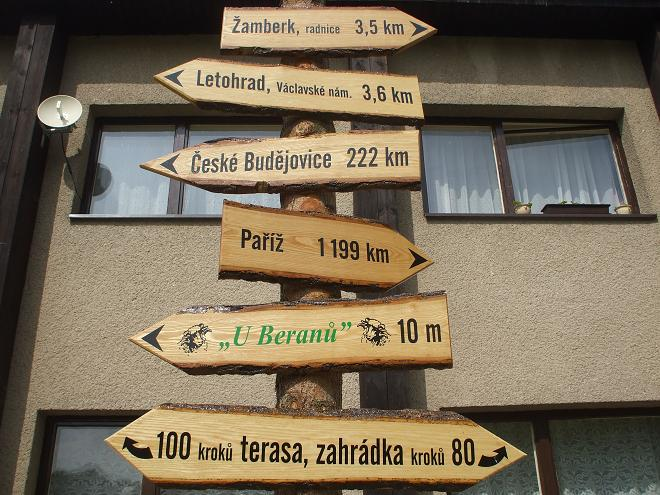 Žamberk, radnice 3,5 km
Letohrad, Václavské nám. 3,6 km
České Budějovice 222 km
Paříž 1 199 km
„U Beranů” 10 m
100 kroků terasa, zahrádka kroků 80